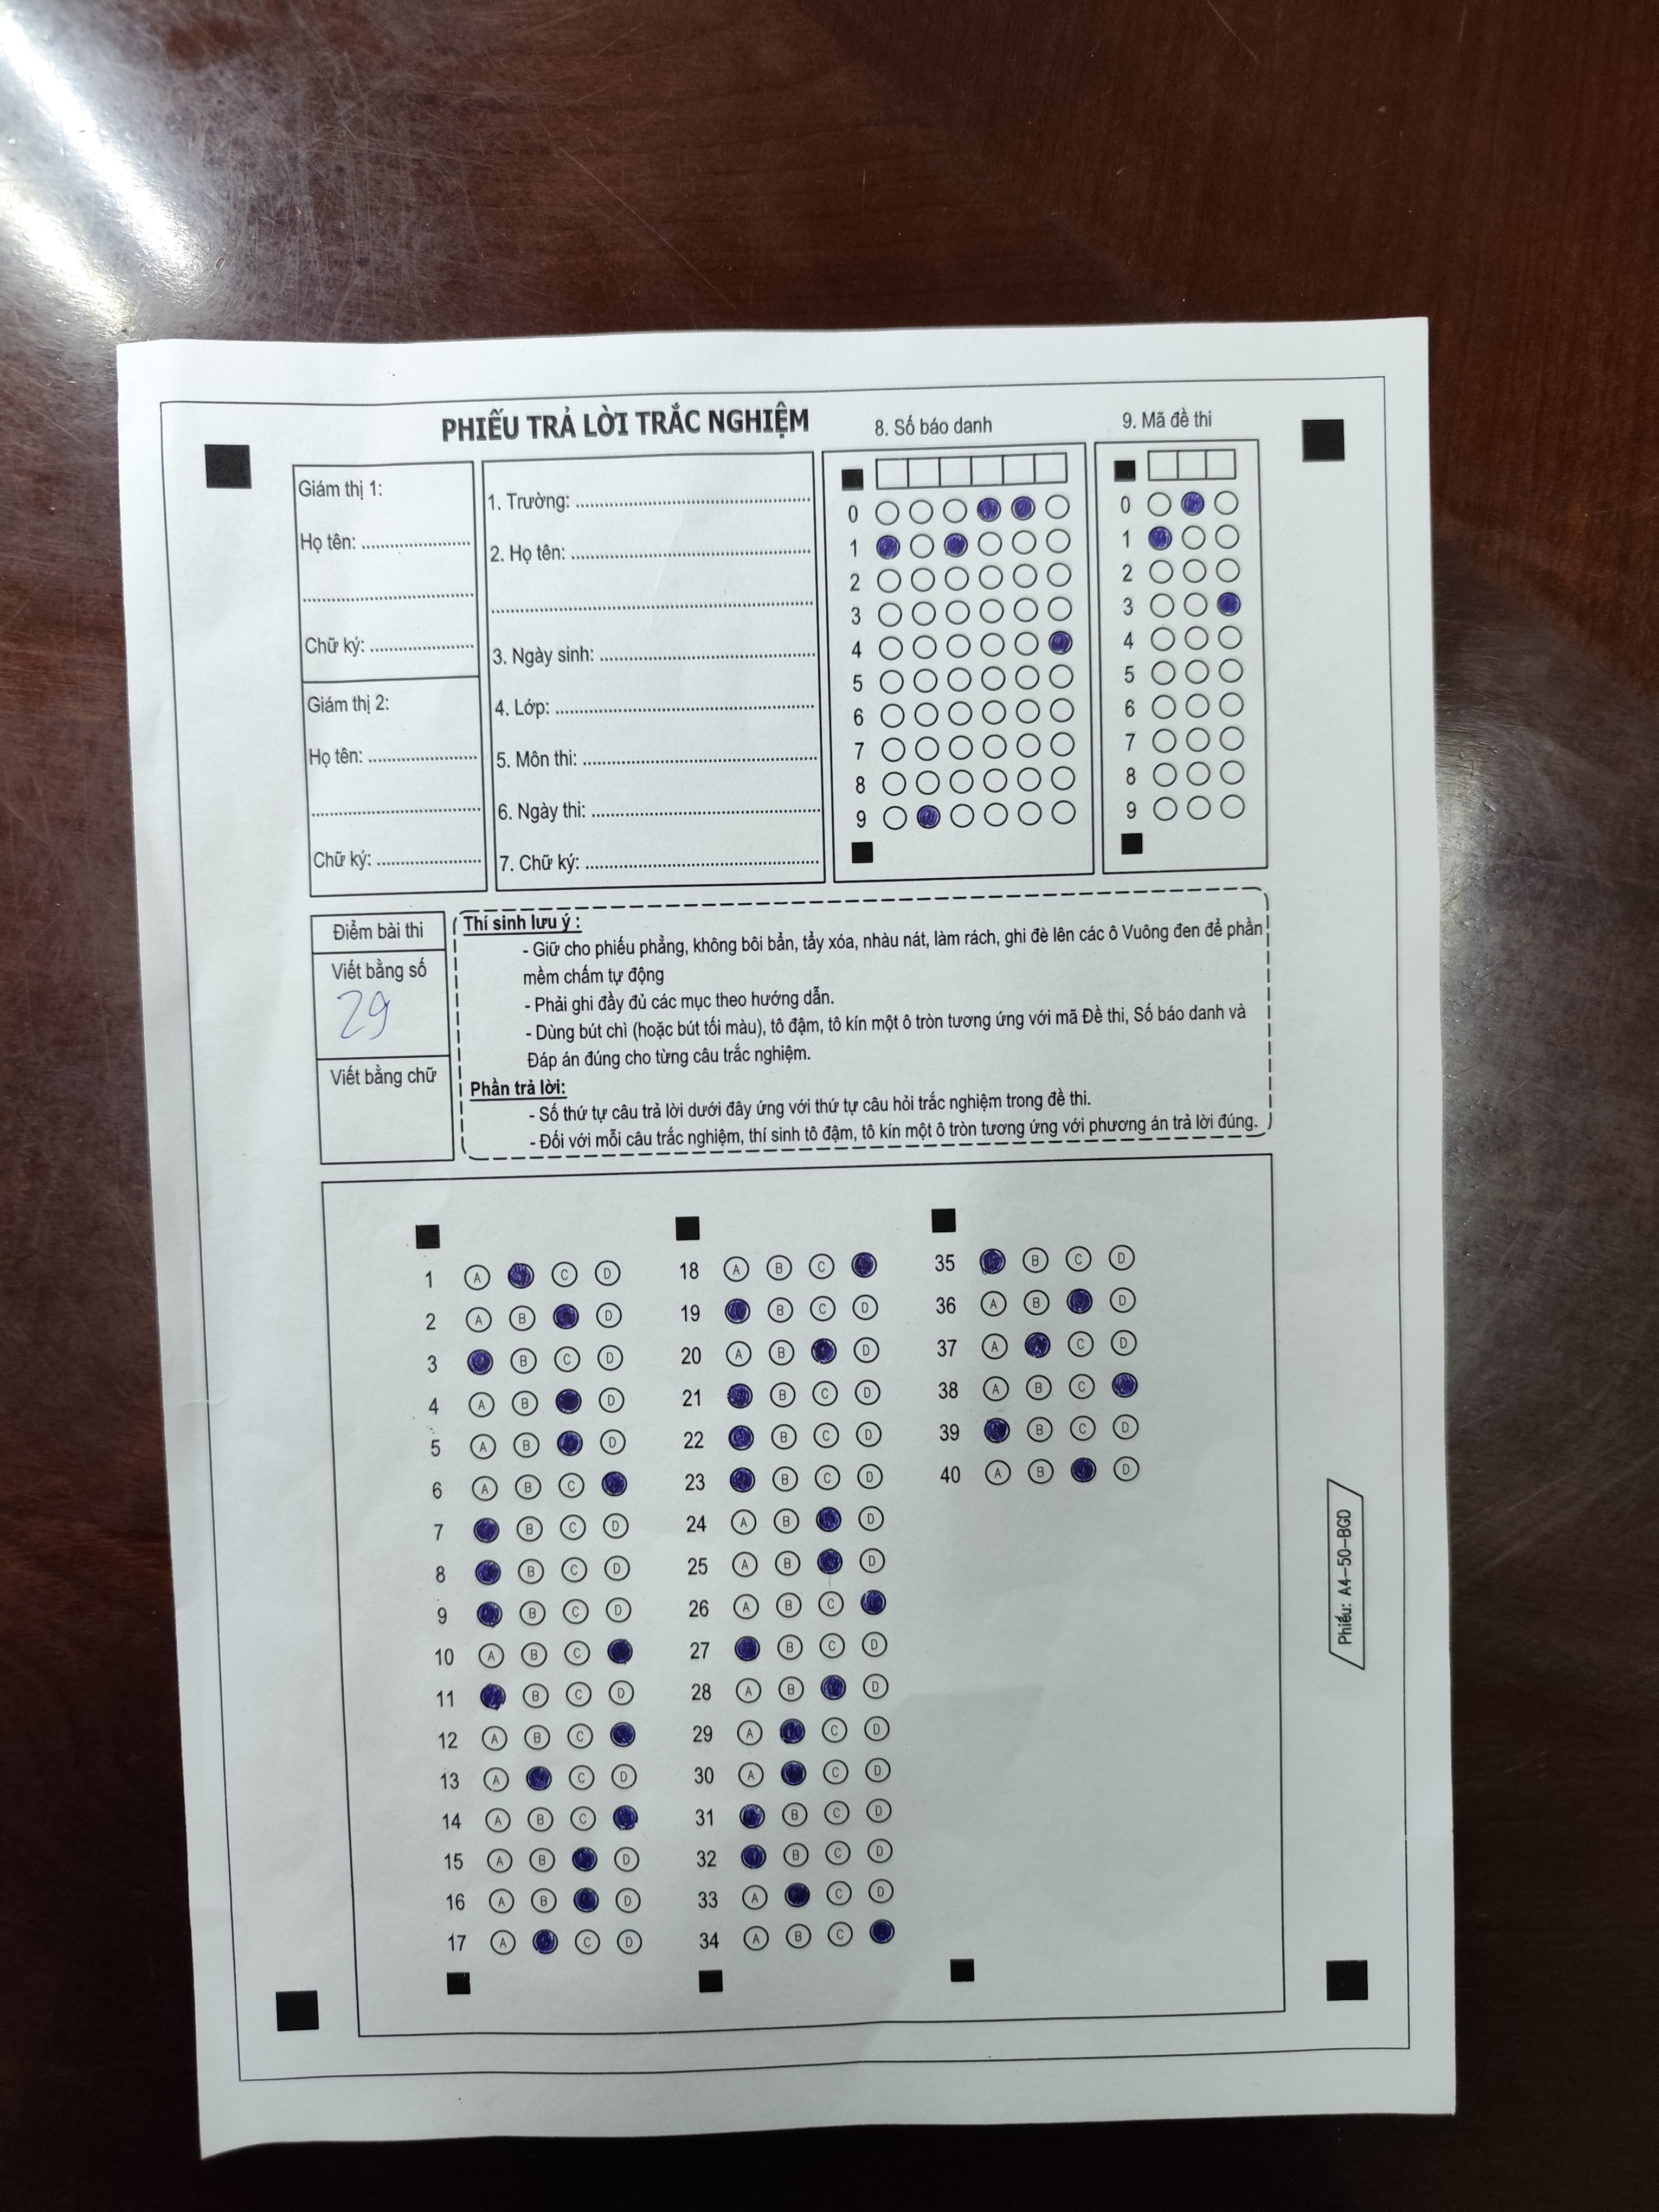 PHIẾU TRẢ LỜI TRẮC NGHIỆM
8. Số báo danh
9. Mã đề thi
Giám thị 1:
Họ tên: ......................
...................................
Chữ ký: .....................
Giám thị 2:
Họ tên: ......................
...................................
Chữ ký: .....................
1. Trường: ...............................................
2. Họ tên: ................................................
................................................................
3. Ngày sinh: ...........................................
4. Lớp: ....................................................
5. Môn thi: ..............................................
6. Ngày thi: .............................................
7. Chữ ký: ..............................................
0
1
2
3
4
5
6
7
8
9
0
1
2
3
4
5
6
7
8
9
Điểm bài thi
Viết bằng số
29
Viết bằng chữ
Thí sinh lưu ý :
- Giữ cho phiếu phẳng, không bôi bẩn, tẩy xóa, nhàu nát, làm rách, ghi đè lên các ô Vuông đen để phần
mềm chấm tự động
- Phải ghi đầy đủ các mục theo hướng dẫn.
- Dùng bút chì (hoặc bút tối màu), tô đậm, tô kín một ô tròn tương ứng với mã Đề thi, Số báo danh và
Đáp án đúng cho từng câu trắc nghiệm.
Phần trả lời:
- Số thứ tự câu trả lời dưới đây ứng với thứ tự câu hỏi trắc nghiệm trong đề thi.
- Đối với mỗi câu trắc nghiệm, thí sinh tô đậm, tô kín một ô tròn tương ứng với phương án trả lời đúng.
1 A C D
2 A B D
3 B C D
4 A B D
5 A B D
6 A B C
7 B C D
8 B C D
9 B C D
10 A B C
11 B C D
12 A B C
13 A C D
14 A B C
15 A B D
16 A B D
17 A C D
18 A B C
19 B C D
20 A B D
21 B C D
22 B C D
23 B C D
24 A B D
25 A B D
26 A B C
27 B C D
28 A B D
29 A C D
30 A C D
31 B C D
32 B C D
33 A C D
34 A B C
35 B C D
36 A B D
37 A C D
38 A B C
39 B C D
40 A B D
Phiếu: A4-50-BGD